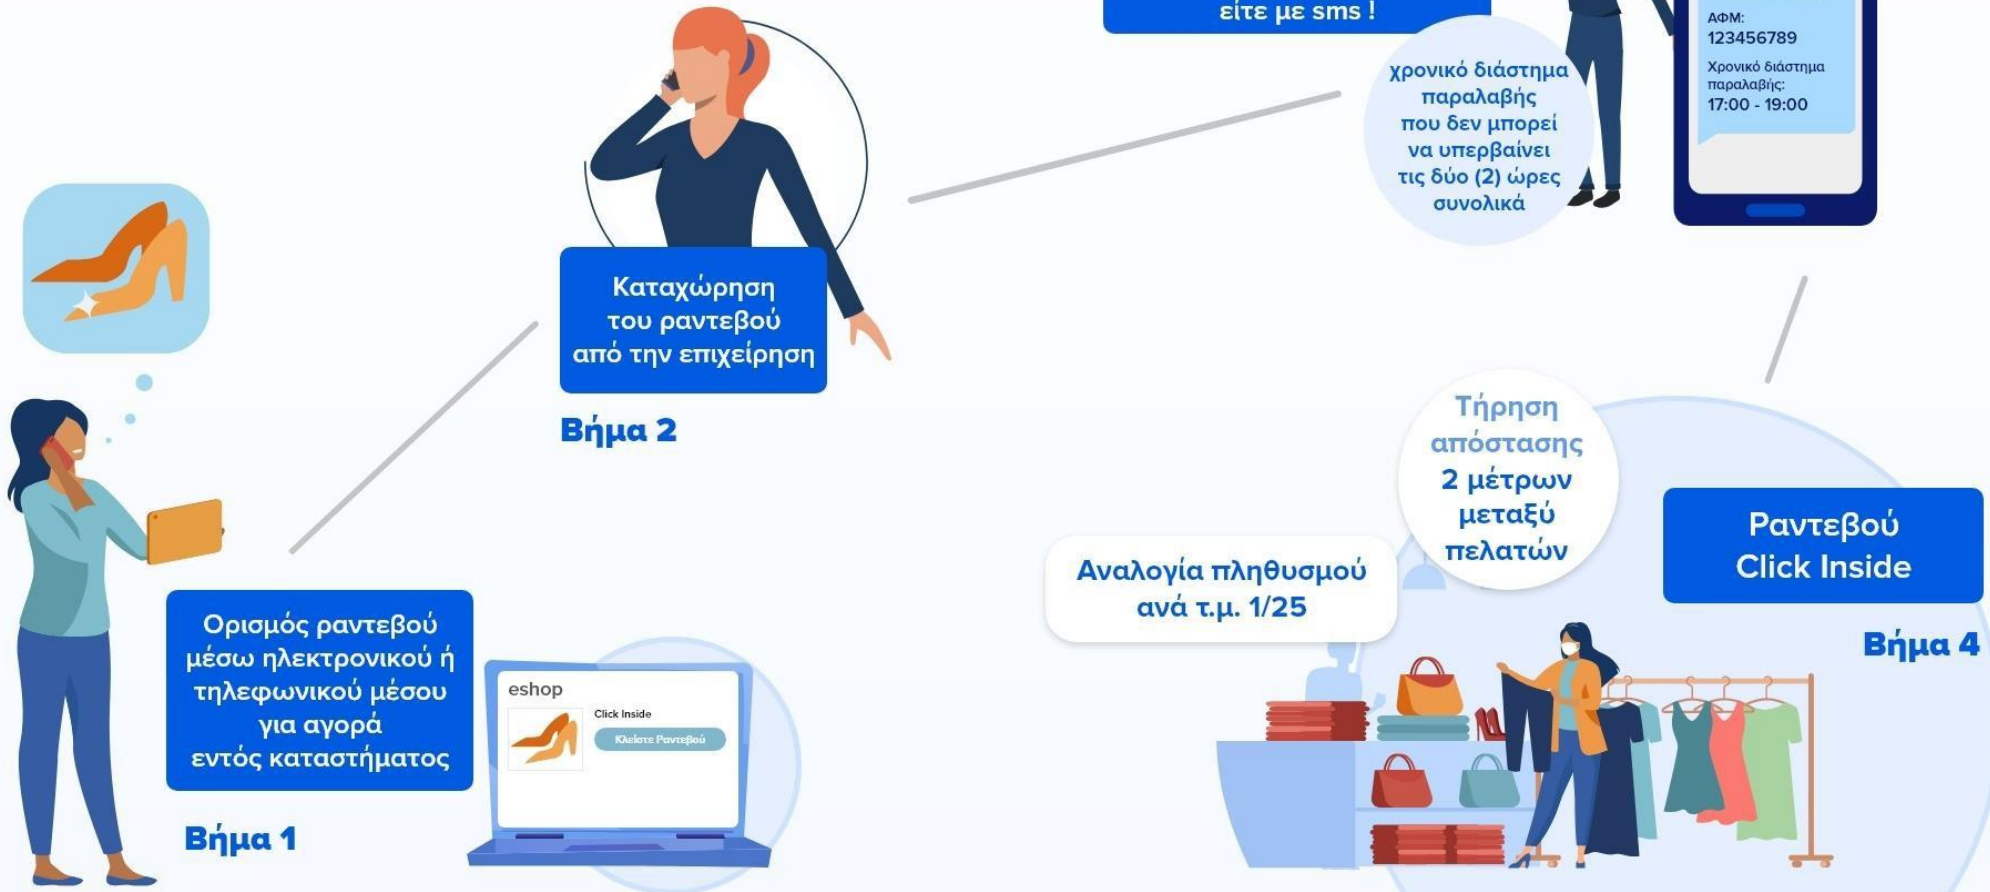 Ορισμός ραντεβού
μέσω ηλεκτρονικού ή
τηλεφωνικού μέσου
για αγορά
εντός καταστήματος
Βήμα 1
eshop
Click Inside
Κλείστε Ραντεβού
Καταχώρηση
του ραντεβού
από την επιχείρηση
Βήμα 2
είτε με sms !
χρονικό διάστημα
παραλαβής
που δεν μπορεί
να υπερβαίνει
τις δύο (2) ώρες
συνολικά
ΑΦΜ:
123456789
Χρονικό διάστημα
παραλαβής:
17:00 - 19:00
Τήρηση
απόστασης
2 μέτρων
μεταξύ
πελατών
Αναλογία πληθυσμού
ανά τ.μ. 1/25
Ραντεβού
Click Inside
Βήμα 4